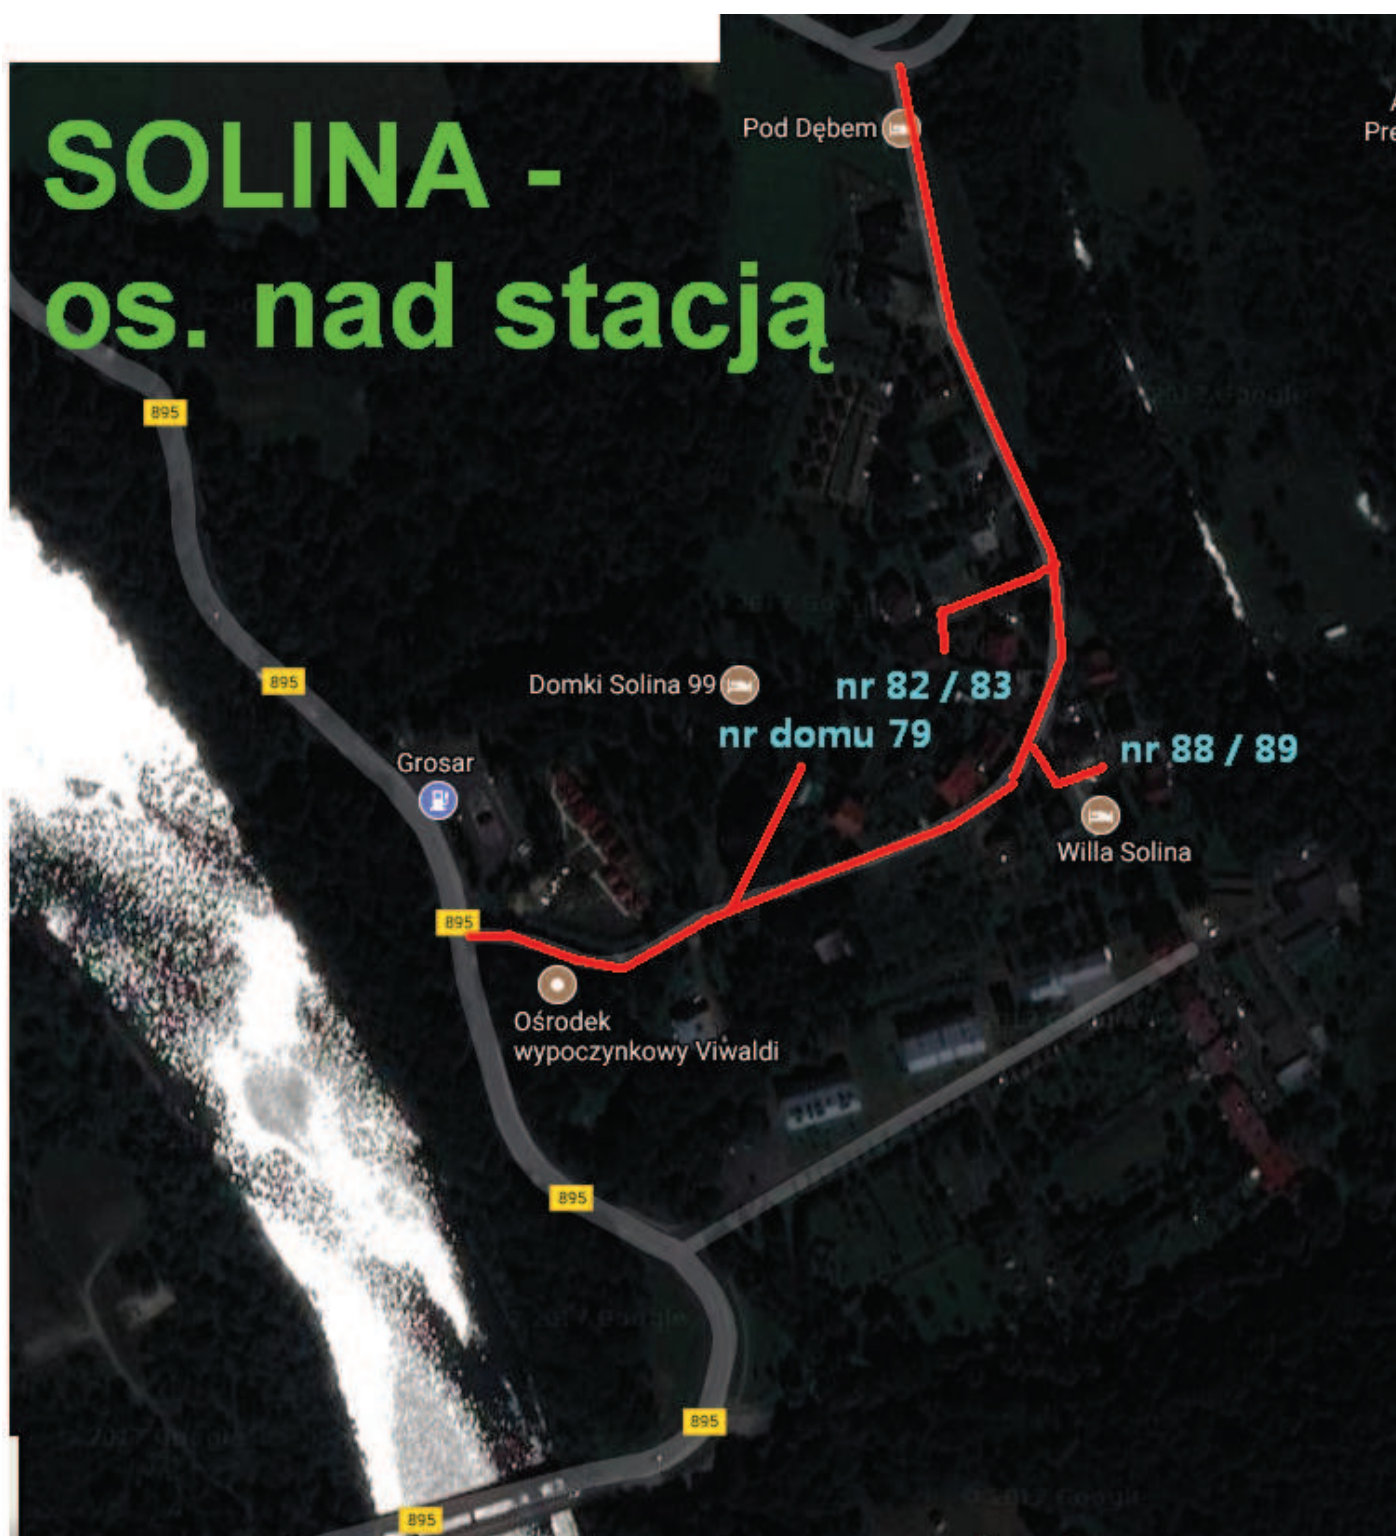 Pod Dębem
Pre
SOLINA -
os. nad stacją
895
895
Domki Solina 99
nr 82 / 83
nr domu 79
nr 88 / 89
Grosar
Willa Solina
895
Ośrodek
wypoczynkowy Viwaldi
895
895
895